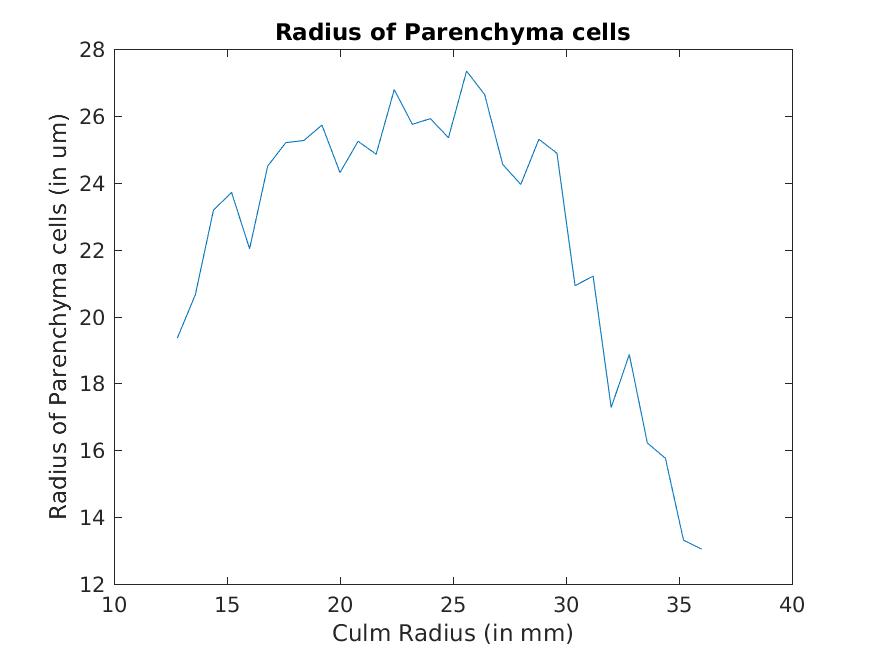 Radius of Parenchyma cells
28
26
24
22
20
18
16
14
12
Radius of Parenchyma cells (in um)
10 15 20 25 30 35 40
Culm Radius (in mm)